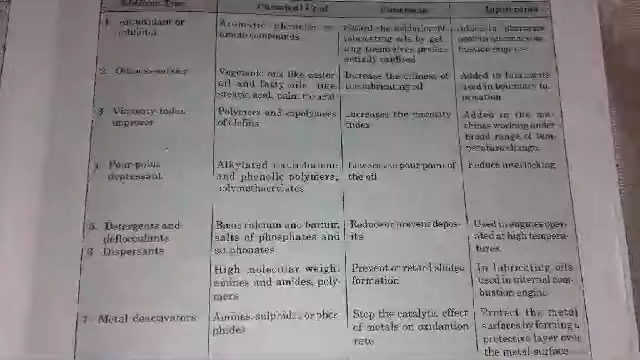 Additive Type Chemical Used Functions Importance
1. Antioxidant or inhibitor
Aromatic phenolic or amine compounds
Retard the oxidation of lubricating oils by getting themselves preferentially oxidised
2. Oiliness
Vegetable oils like castor oil and fatty oils like stearic acid, palmitic acid
Increase the oiliness of the lubricating oil
Added in lubricants used in boundary lubrication
3. Viscosity-index improver
Polymers and copolymers of olefins
Increases the viscosity index
Added in the machines working under broad range of temperature change.
4. Pour-point depressant
Alkylated and phenolic polymers, polymethacrylates
Lowers the pour point of the oil
Reduce interlocking
5. Detergents and deflocculants
Basic calcium and barium salts of phosphates and sulphonates
Reduce or prevent deposits
Used in engines operated at high temperatures.
6. Dispersants
High molecular weight amines and amides, polymers
Prevent or retard sludge formation
In lubricating oils used in internal combustion engine
7. Metal deactivators
Amines, sulphides or phosphides
Stop the catalytic effect of metals on oxidation rate
Protect the metal surfaces by forming a protective layer over the metal surface